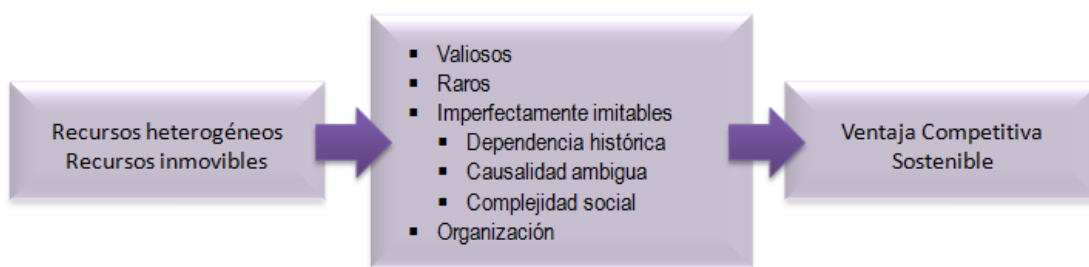 Recursos heterogéneos
Recursos inmovibles
Valiosos
Raros
Imperfectamente imitables
Dependencia histórica
Causalidad ambigua
Complejidad social
Organización
Ventaja Competitiva
Sostenible